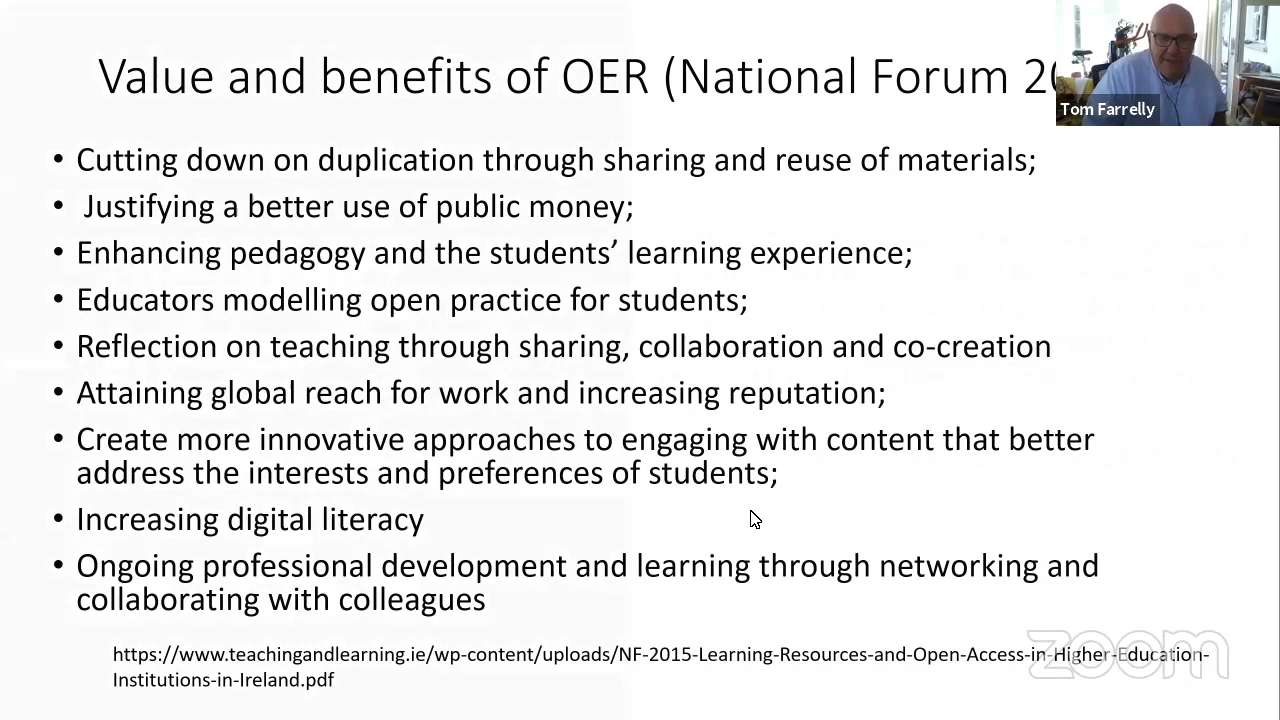 Value and benefits of OER (National Forum
Tom Farrelly
• Cutting down on duplication through sharing and reuse of materials;
• Justifying a better use of public money;
• Enhancing pedagogy and the students’ learning experience;
• Educators modelling open practice for students;
• Reflection on teaching through sharing, collaboration and co-creation
• Attaining global reach for work and increasing reputation;
• Create more innovative approaches to engaging with content that better
address the interests and preferences of students;
• Increasing digital literacy
• Ongoing professional development and learning through networking and
collaborating with colleagues
https://www.teachingandlearning.ie/wp-content/uploads/NF-2015-Learning-Resources-and-Open-Access-in-Higher-Education-
Institutions-in-Ireland.pdf
zoom